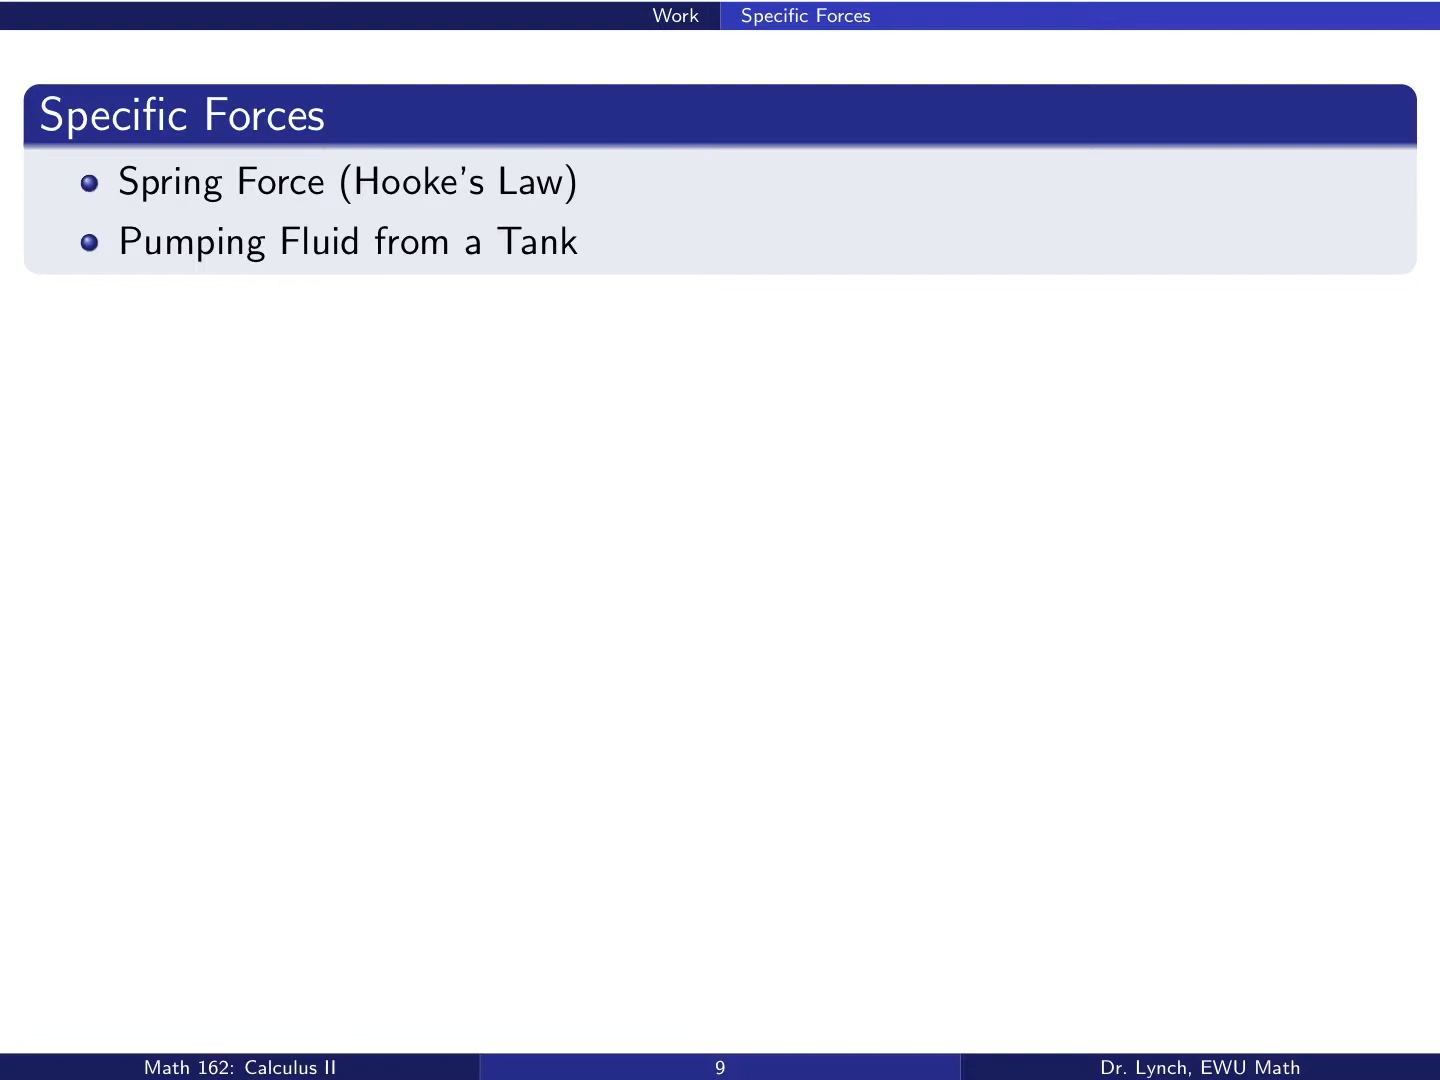 Work Specific Forces
Specific Forces
Spring Force (Hooke's Law)
Pumping Fluid from a Tank
Math 162: Calculus II 9 Dr. Lynch, EWU Math